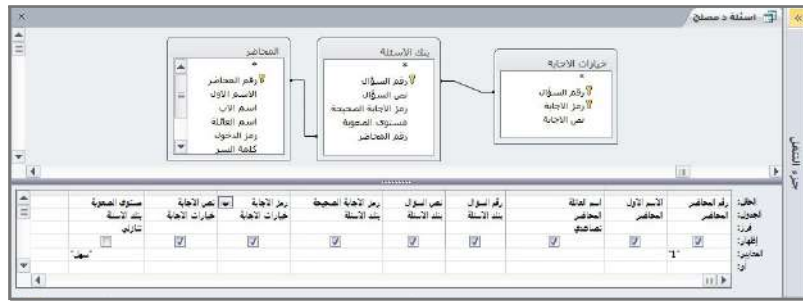 اسئلة د مصلح
جزء التنقل
المحاضر
*
رقم المحاضر
الاسم الاول
اسم الاب
اسم العائلة
رمز الدخول
كلمة السر
بنك الاسئلة
*
رقم السؤال
نص السؤال
رمز الاجابة الصحيحة
مستوى الصعوبة
رقم المحاضر
خيارات الاجابة
*
رقم السؤال
رمز الاجابة
نص الاجابة
الحقل: رقم المحاضر الاسم الاول اسم العائلة رقم السؤال نص السؤال رمز الاجابة الصحيحة رمز الاجابة نص الاجابة مستوى الصعوبة
الجدول: المحاضر المحاضر المحاضر بنك الاسئلة بنك الاسئلة بنك الاسئلة خيارات الاجابة خيارات الاجابة بنك الاسئلة
فرز: تصاعدي تنازلي
إظهار:
المعايير: "1" "سهل"
أو: